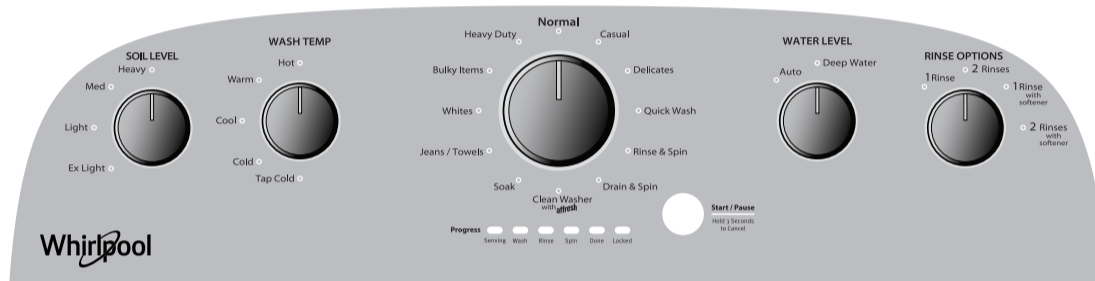 SOIL LEVEL
Heavy
Med
Light
Ex Light
WASH TEMP
Hot
Warm
Cool
Cold
Tap Cold
Normal
Heavy Duty
Casual
Bulky Items
Delicates
Whites
Quick Wash
Jeans / Towels
Rinse & Spin
Soak
Drain & Spin
Clean Washer
with affresh
WATER LEVEL
Auto
Deep Water
RINSE OPTIONS
1 Rinse
2 Rinses
1 Rinse
with
softener
2 Rinses
with
softener
Start / Pause
Hold 3 Seconds
to Cancel
Progress
Sensing
Wash
Rinse
Spin
Done
Locked
Whirlpool